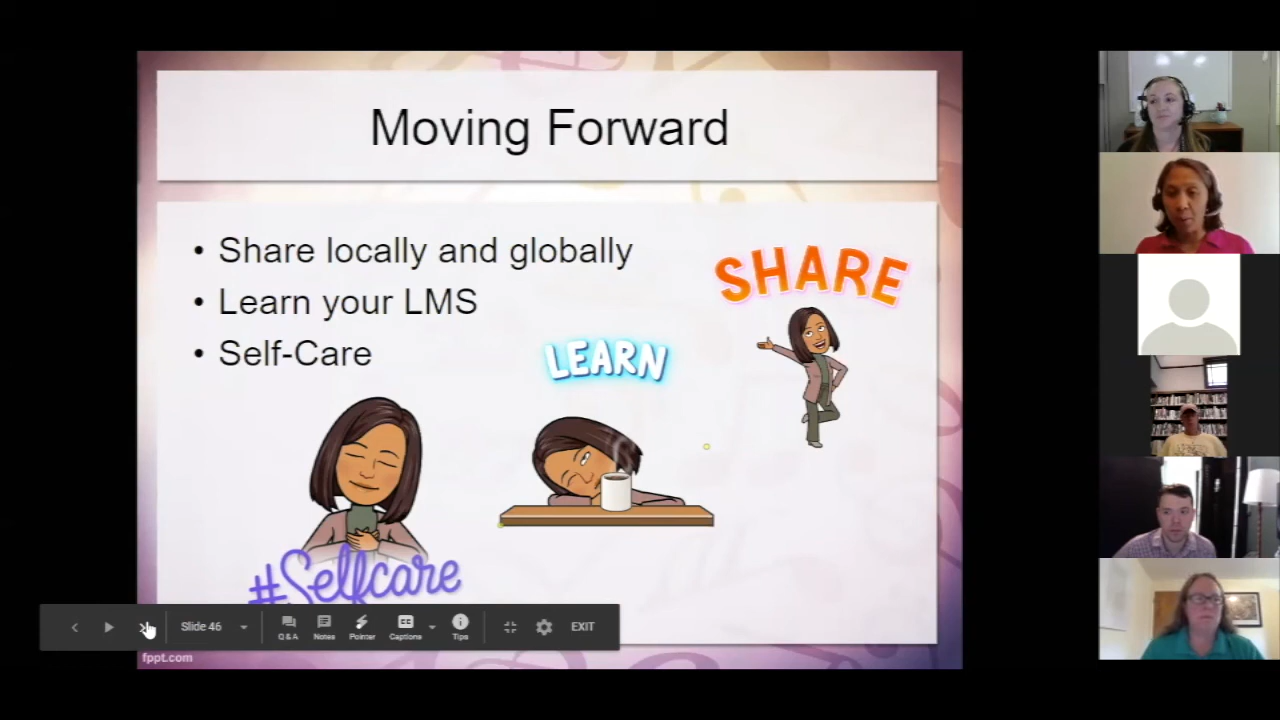 Moving Forward
• Share locally and globally
• Learn your LMS
• Self-Care
SHARE
LEARN
#Selfcare
Slide 46
Q & A
Notes
Pointer
Captions
Tips
EXIT
fppt.com